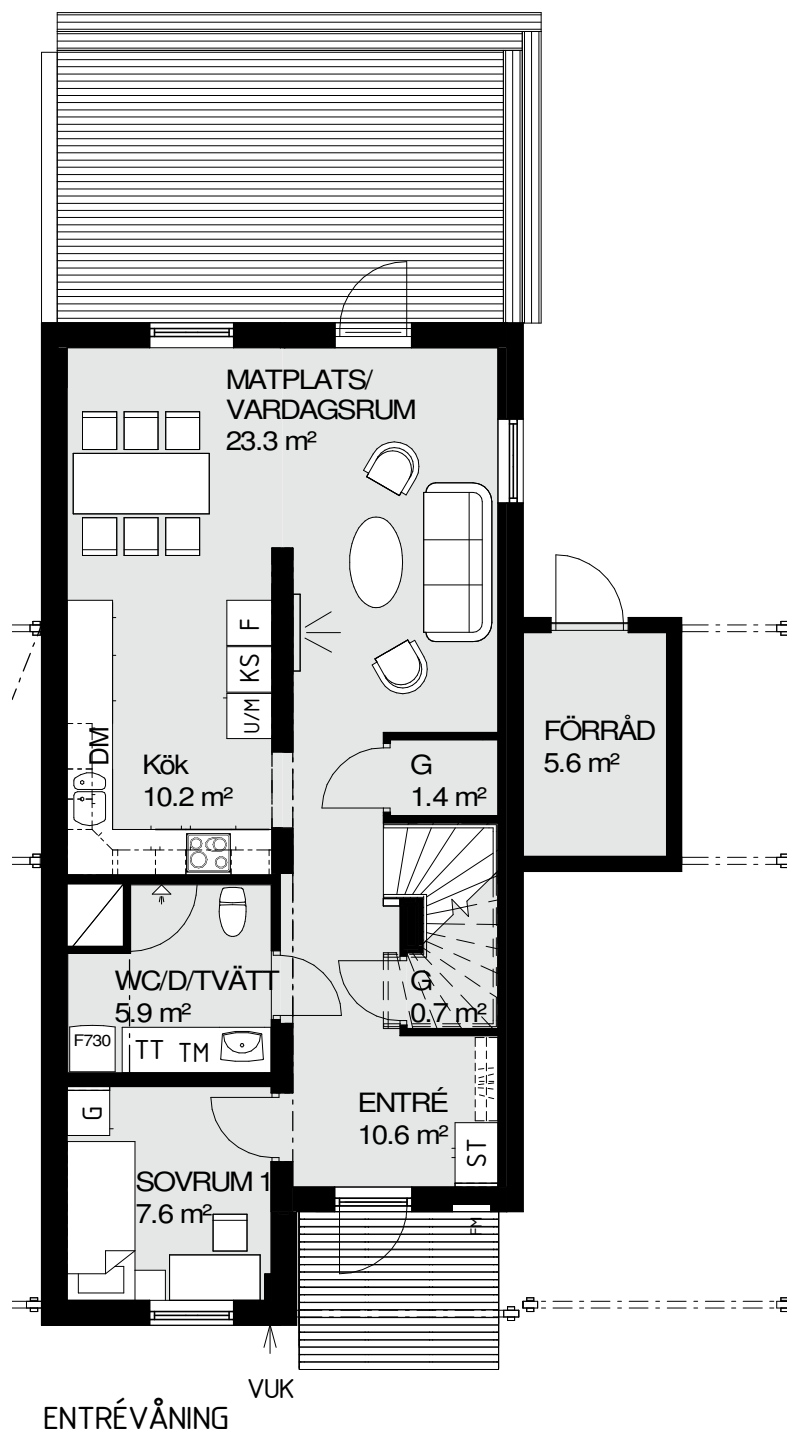 MATPLATS/
VARDAGSRUM
23.3 m²
F
KS
U/M
DM
Kök
10.2 m²
G
1.4 m²
FÖRRÅD
5.6 m²
WC/D/TVÄTT
5.9 m²
G
0.7 m²
F730
TT
TM
G
ENTRÉ
10.6 m²
ST
SOVRUM 1
7.6 m²
FM
VUK
ENTRÉVÅNING